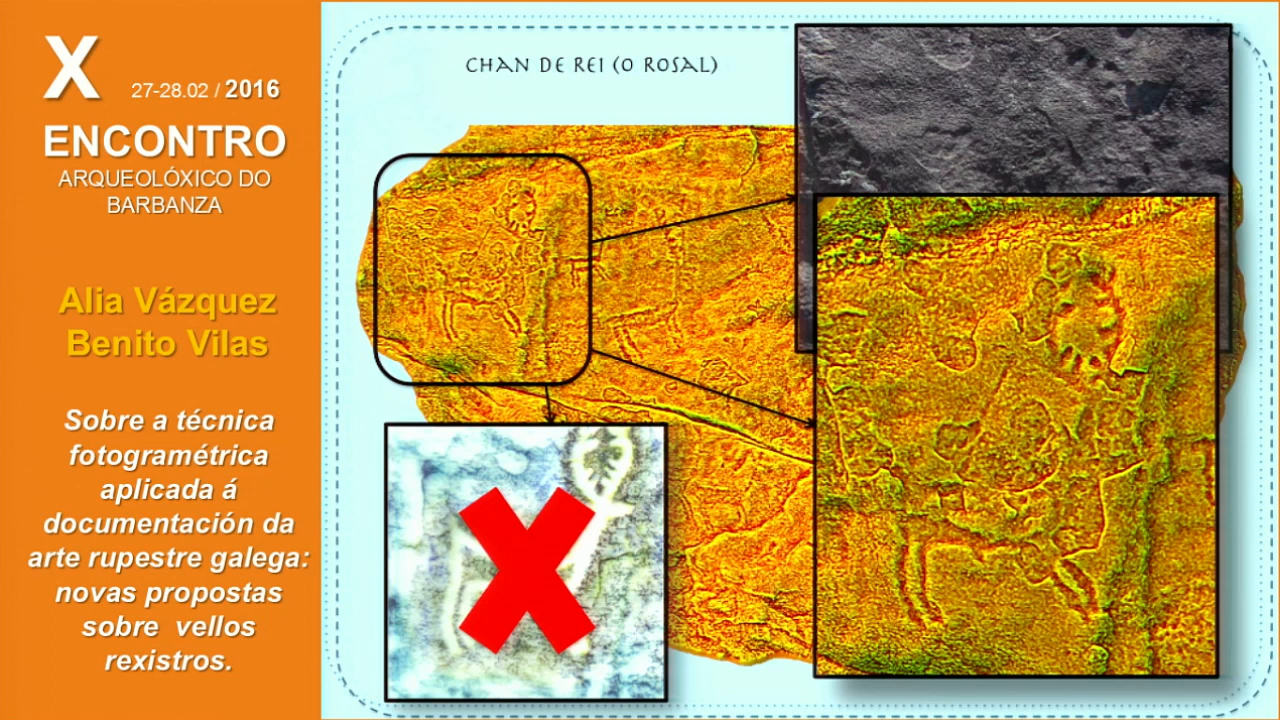 X
27-28.02 / 2016
ENCONTRO
ARQUEOLÓXICO DO
BARBANZA
Alia Vázquez
Benito Vilas
Sobre a técnica
fotogramétrica
aplicada á
documentación da
arte rupestre galega:
novas propostas
sobre vellos
rexistros.
CHAN DE REI (O ROSAL)